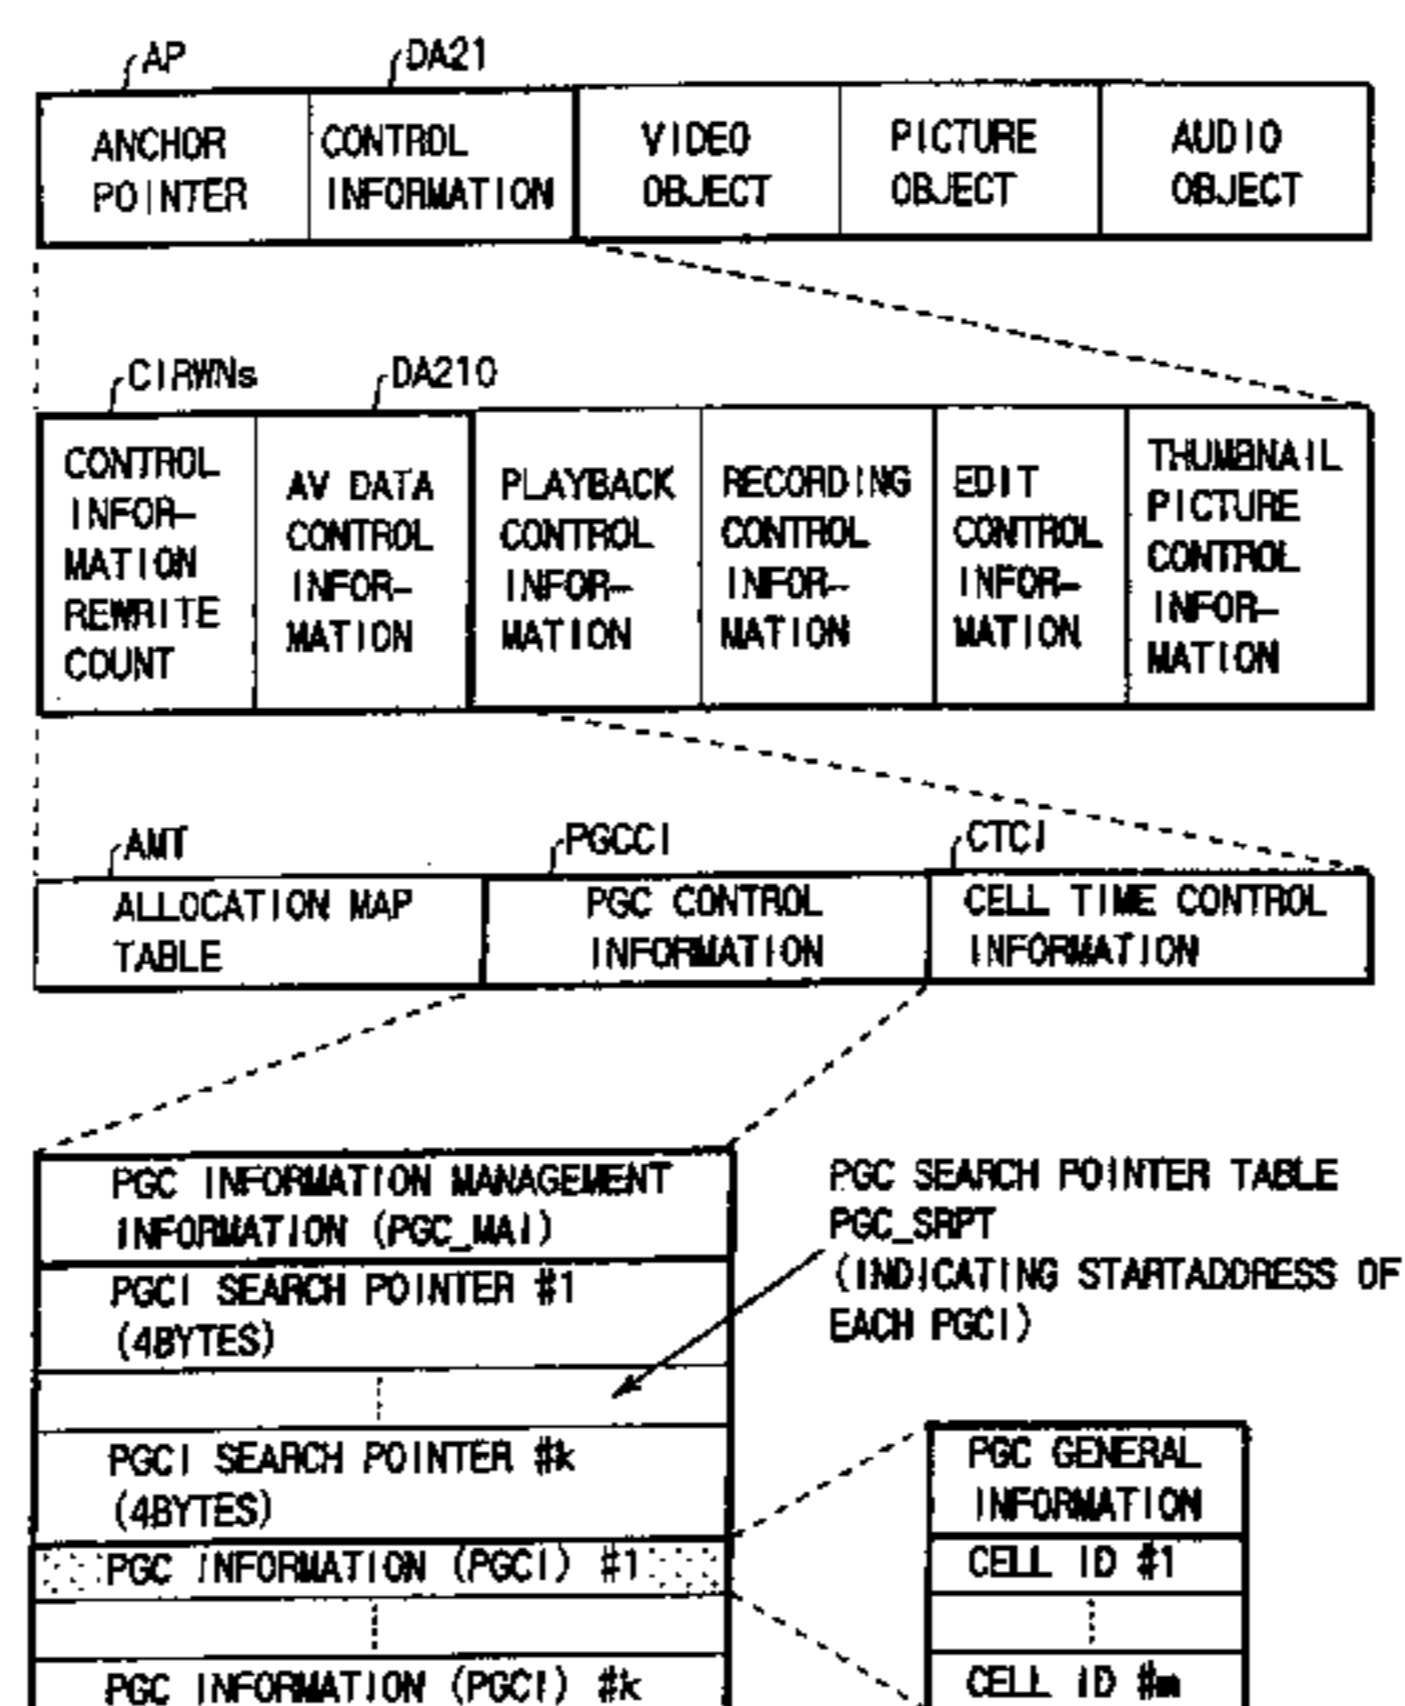 AP
DA21
ANCHOR
POINTER
CONTROL
INFORMATION
VIDEO
OBJECT
PICTURE
OBJECT
AUDIO
OBJECT
CIRWNs
DA210
CONTROL
INFOR-
MATION
REWRITE
COUNT
AV DATA
CONTROL
INFOR-
MATION
PLAYBACK
CONTROL
INFOR-
MATION
RECORDING
CONTROL
INFOR-
MATION
EDIT
CONTROL
INFOR-
MATION
THUMBNAIL
PICTURE
CONTROL
INFOR-
MATION
AMT
PGCCI
CTCI
ALLOCATION MAP
TABLE
PGC CONTROL
INFORMATION
CELL TIME CONTROL
INFORMATION
PGC INFORMATION MANAGEMENT
INFORMATION (PGC_MAI)
PGCI SEARCH POINTER #1
(4BYTES)
PGCI SEARCH POINTER #k
(4BYTES)
PGC INFORMATION (PGCI) #1
PGC INFORMATION (PGCI) #k
PGC SEARCH POINTER TABLE
PGC_SRPT
(INDICATING STARTADDRESS OF
EACH PGCI)
PGC GENERAL
INFORMATION
CELL ID #1
CELL ID #m